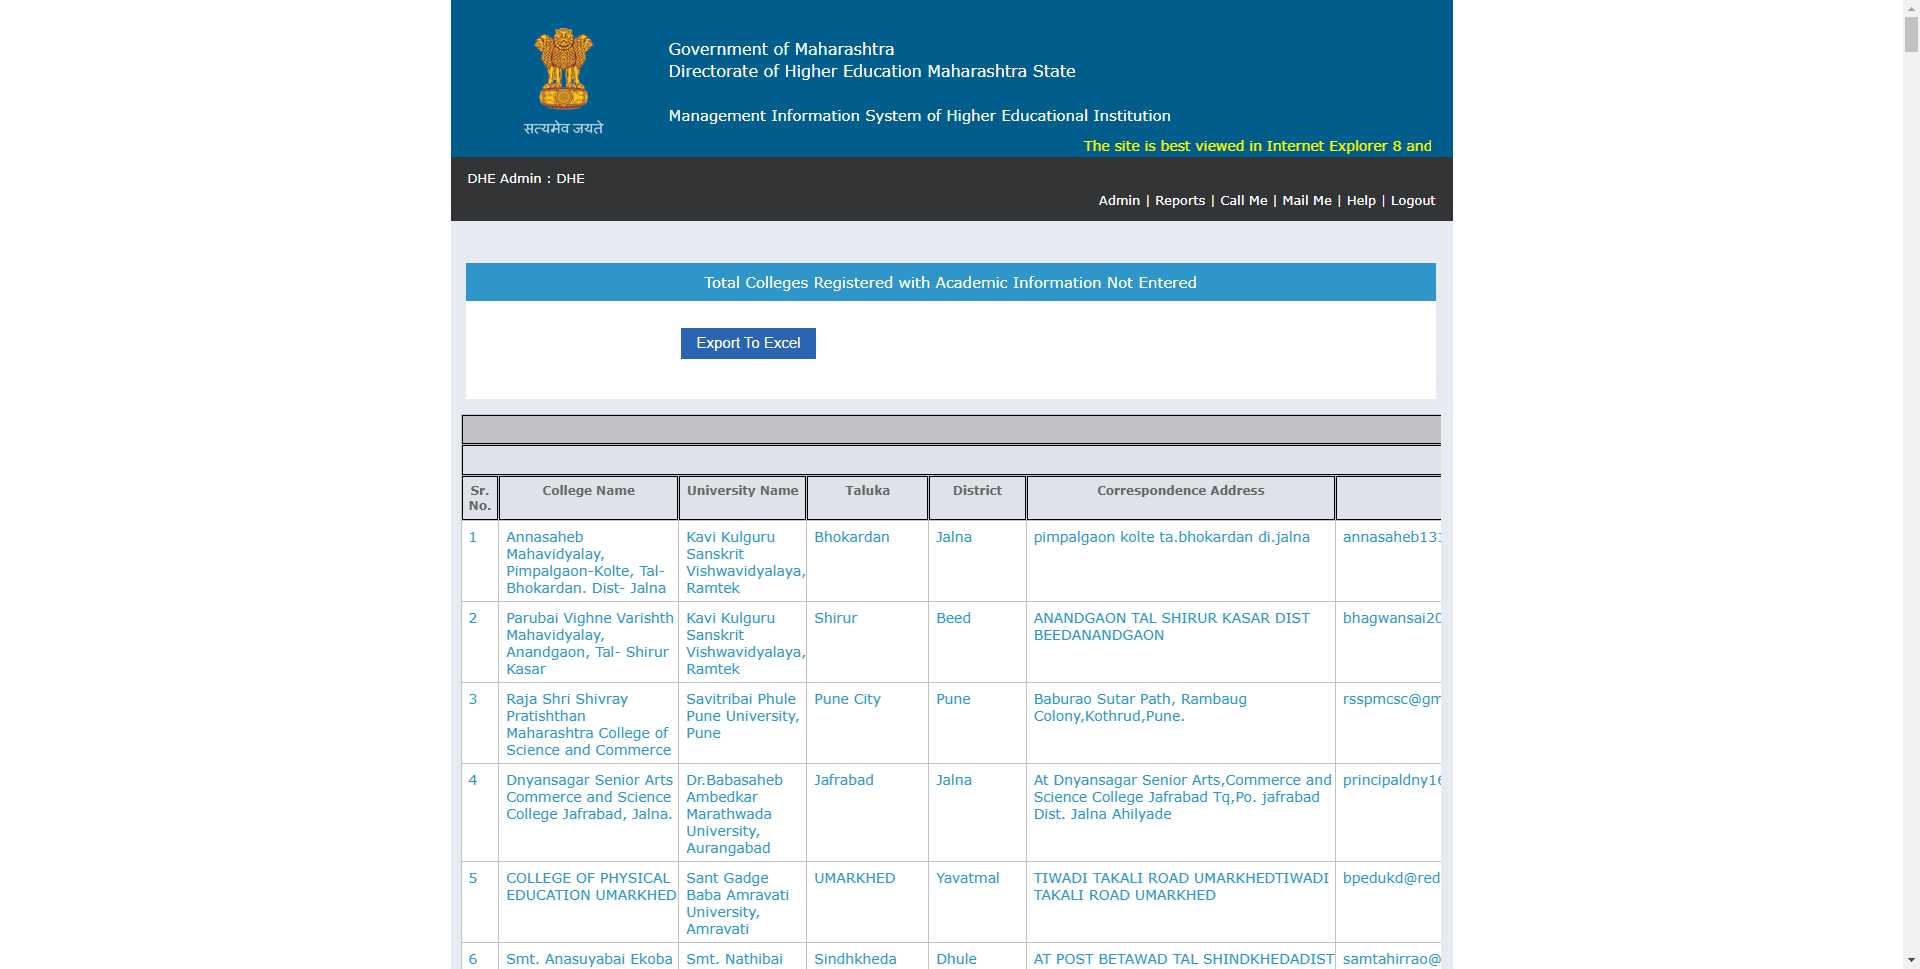 सत्यमेव जयते
Government of Maharashtra
Directorate of Higher Education Maharashtra State
Management Information System of Higher Educational Institution
The site is best viewed in Internet Explorer 8 and
DHE Admin : DHE
Admin | Reports | Call Me | Mail Me | Help | Logout
Total Colleges Registered with Academic Information Not Entered
Export To Excel
Sr. No.
College Name
University Name
Taluka
District
Correspondence Address
1
Annasaheb
Mahavidyalay,
Pimpalgaon-Kolte, Tal-
Bhokardan. Dist- Jalna
Kavi Kulguru
Sanskrit
Vishwavidyalaya,
Ramtek
Bhokardan
Jalna
pimpalgaon kolte ta.bhokardan di.jalna
annasaheb13
2
Parubai Vighne Varishth
Mahavidyalay,
Anandgaon, Tal- Shirur
Kasar
Kavi Kulguru
Sanskrit
Vishwavidyalaya,
Ramtek
Shirur
Beed
ANANDGAON TAL SHIRUR KASAR DIST
BEEDANANDGAON
bhagwansai20
3
Raja Shri Shivray
Pratishthan
Maharashtra College of
Science and Commerce
Savitribai Phule
Pune University,
Pune
Pune City
Pune
Baburao Sutar Path, Rambaug
Colony,Kothrud,Pune.
rsspmcsc@gm
4
Dnyansagar Senior Arts
Commerce and Science
College Jafrabad, Jalna.
Dr.Babasaheb
Ambedkar
Marathwada
University,
Aurangabad
Jafrabad
Jalna
At Dnyansagar Senior Arts,Commerce and
Science College Jafrabad Tq,Po. jafrabad
Dist. Jalna Ahilyade
principaldny16
5
COLLEGE OF PHYSICAL
EDUCATION UMARKHED
Sant Gadge
Baba Amravati
University,
Amravati
UMARKHED
Yavatmal
TIWADI TAKALI ROAD UMARKHEDTIWADI
TAKALI ROAD UMARKHED
bpedukd@red
6
Smt. Anasuyabai Ekoba
Smt. Nathibai
Sindhkheda
Dhule
AT POST BETAWAD TAL SHINDKHEDADIST
samtahirrao@